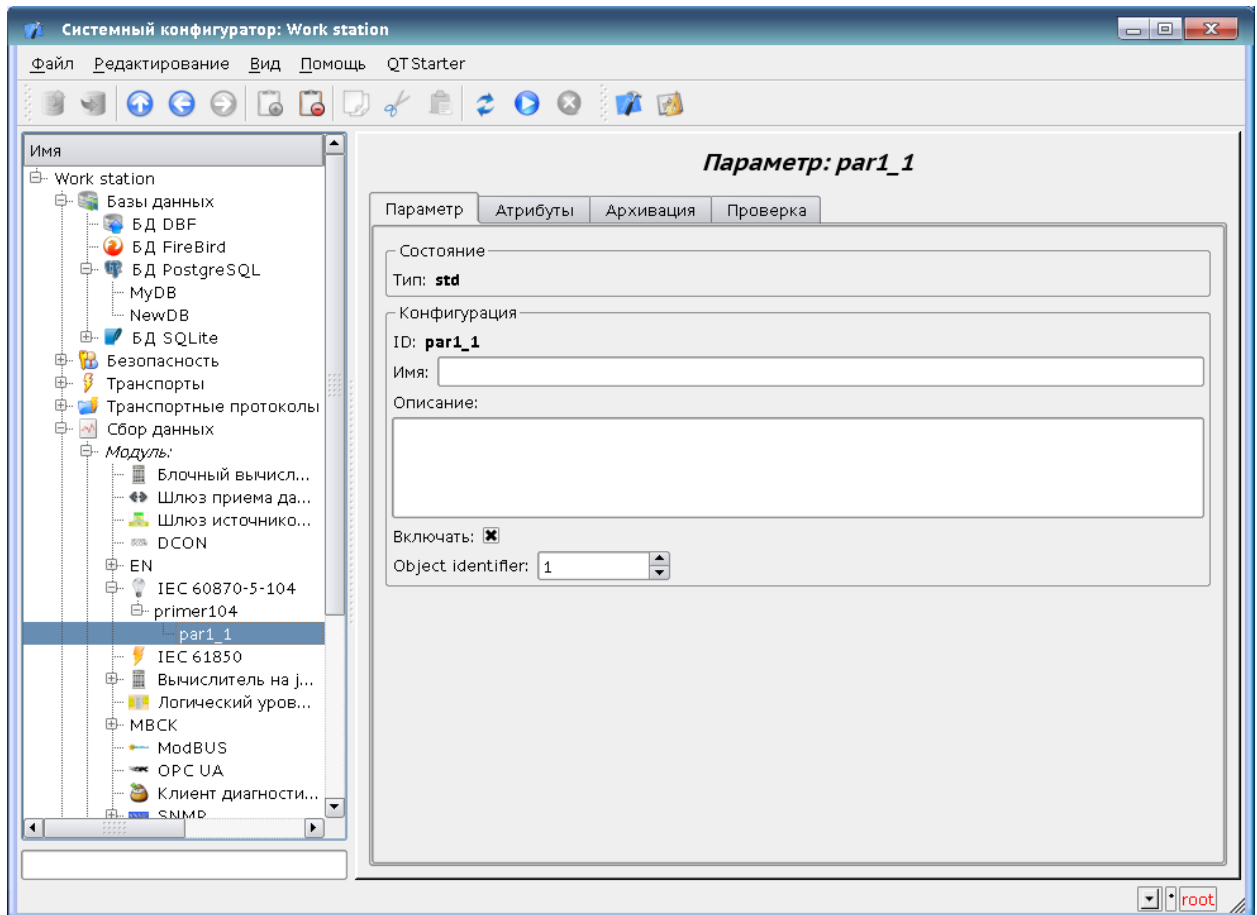 Системный конфигуратор: Work station
Файл Редактирование Вид Помощь QTStarter
Имя
Work station
Базы данных
БД DBF
БД FireBird
БД PostgreSQL
MyDB
NewDB
БД SQLite
Безопасность
Транспорты
Транспортные протоколы
Сбор данных
Модуль:
Блочный вычисл...
Шлюз приема да...
Шлюз источнико...
DCON
EN
IEC 60870-5-104
primer104
par1_1
IEC 61850
Вычислитель на j...
Логический уров...
МВСК
ModBUS
OPC UA
Клиент диагности...
SNMP
Параметр: par1_1
Параметр Атрибуты Архивация Проверка
Состояние
Тип: std
Конфигурация
ID: par1_1
Имя:
Описание:
Включать:
Object identifier: 1
root